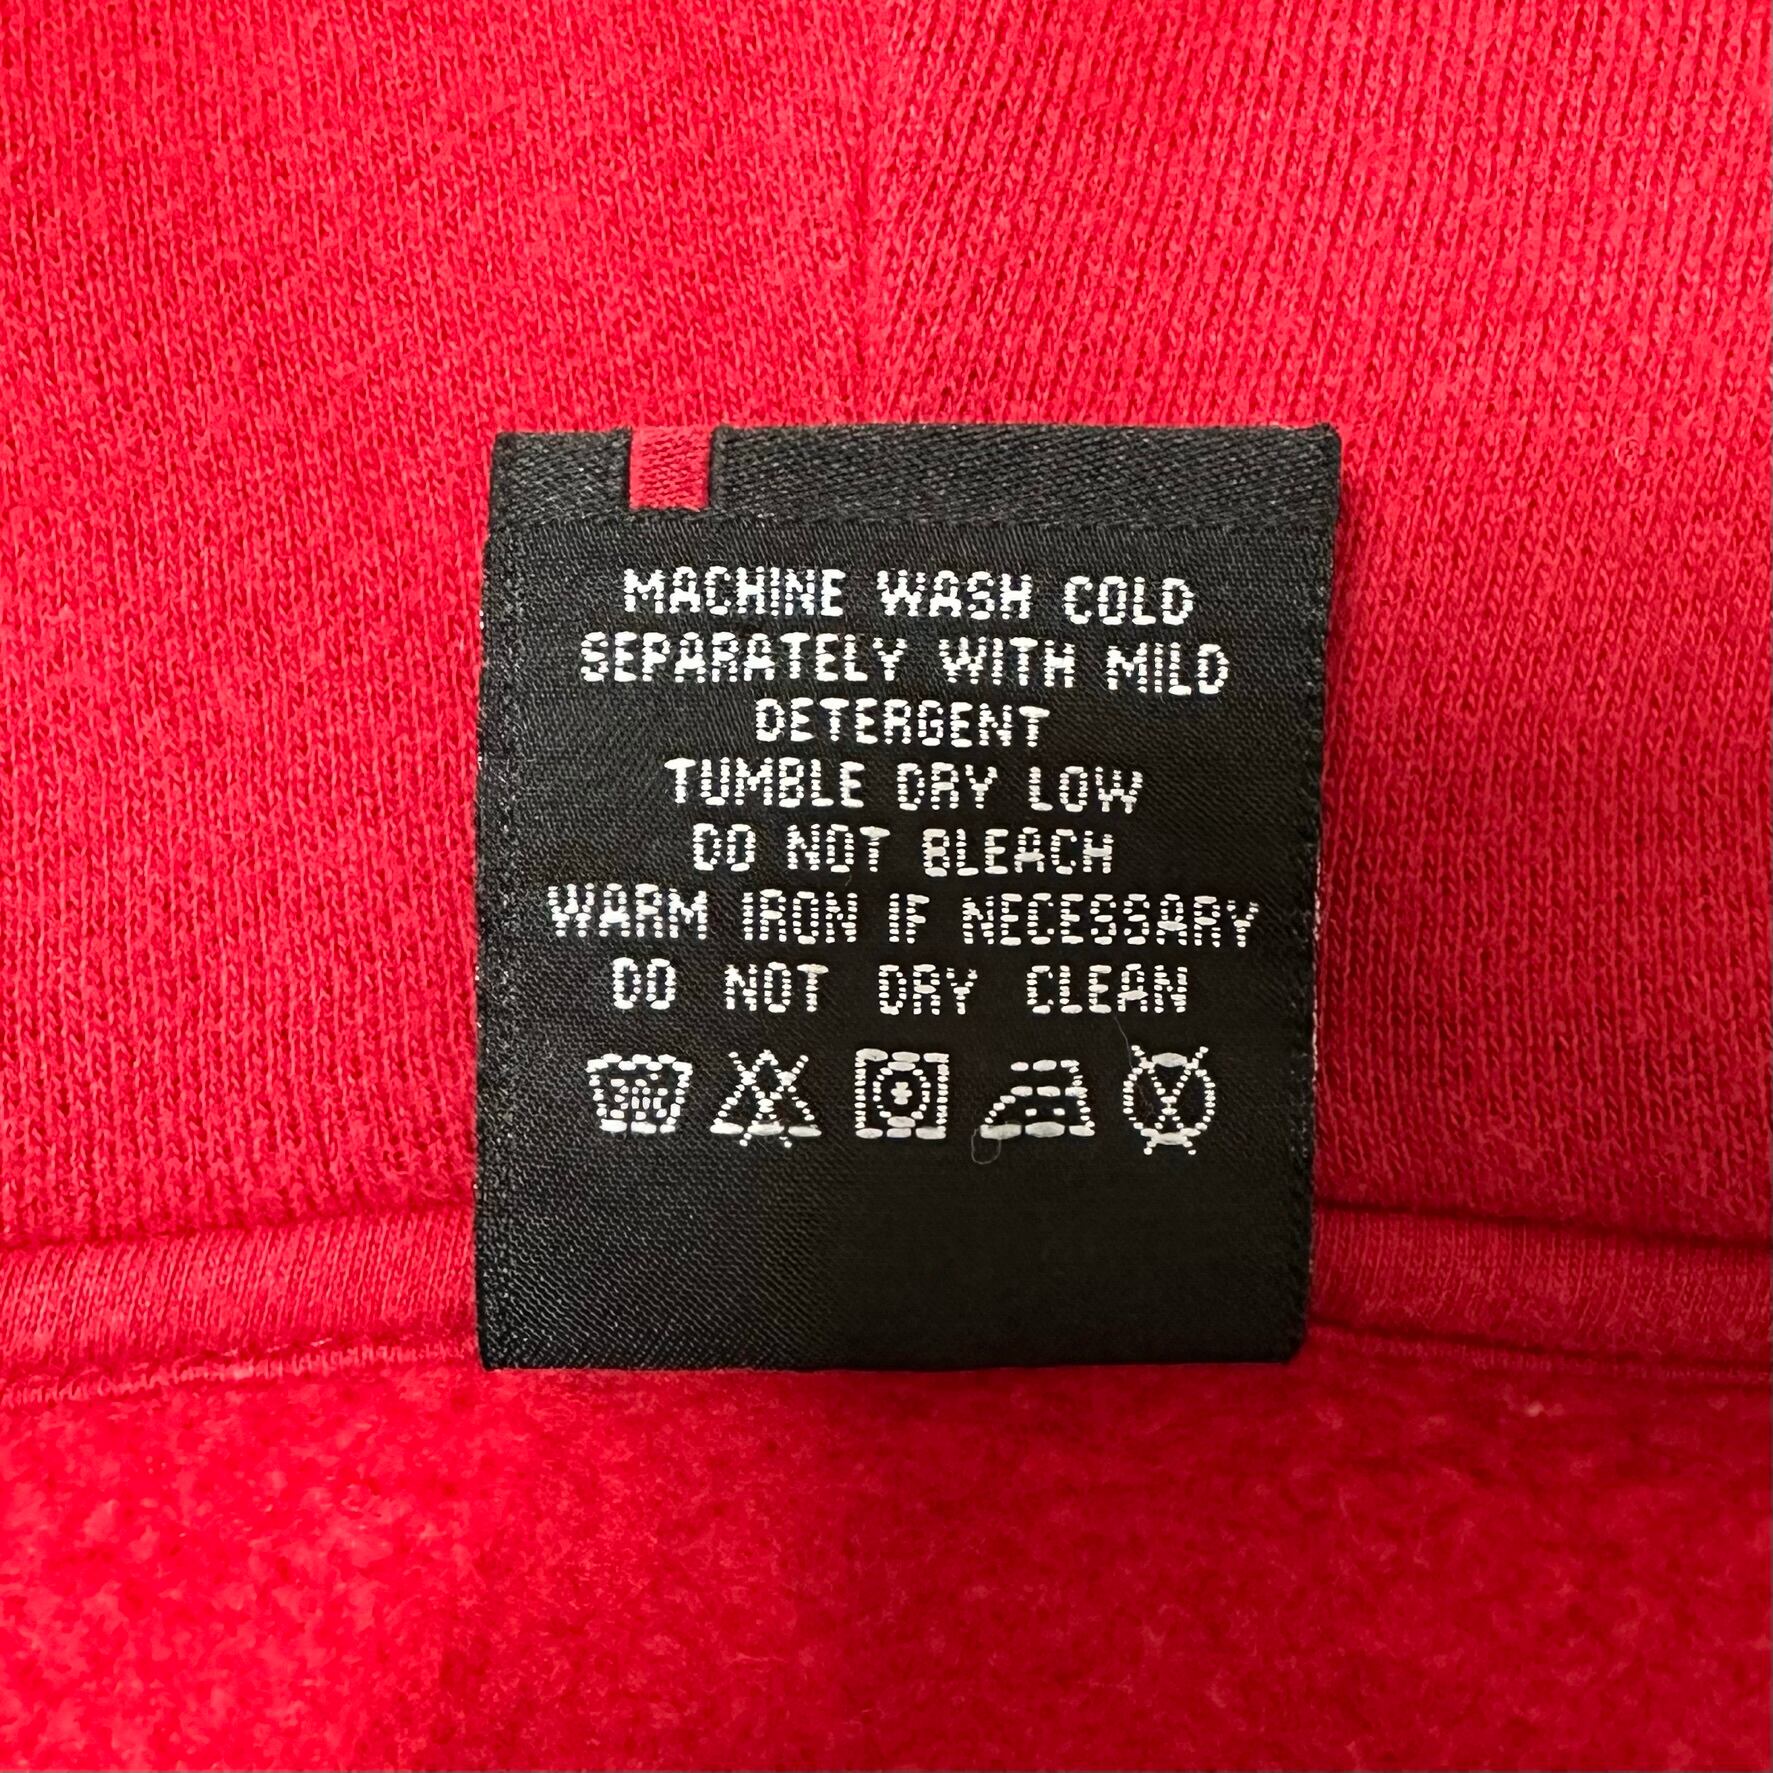 MACHINE WASH COLD
SEPARATELY WITH MILD
DETERGENT
TUMBLE DRY LOW
DO NOT BLEACH
WARM IRON IF NECESSARY
DO NOT DRY CLEAN